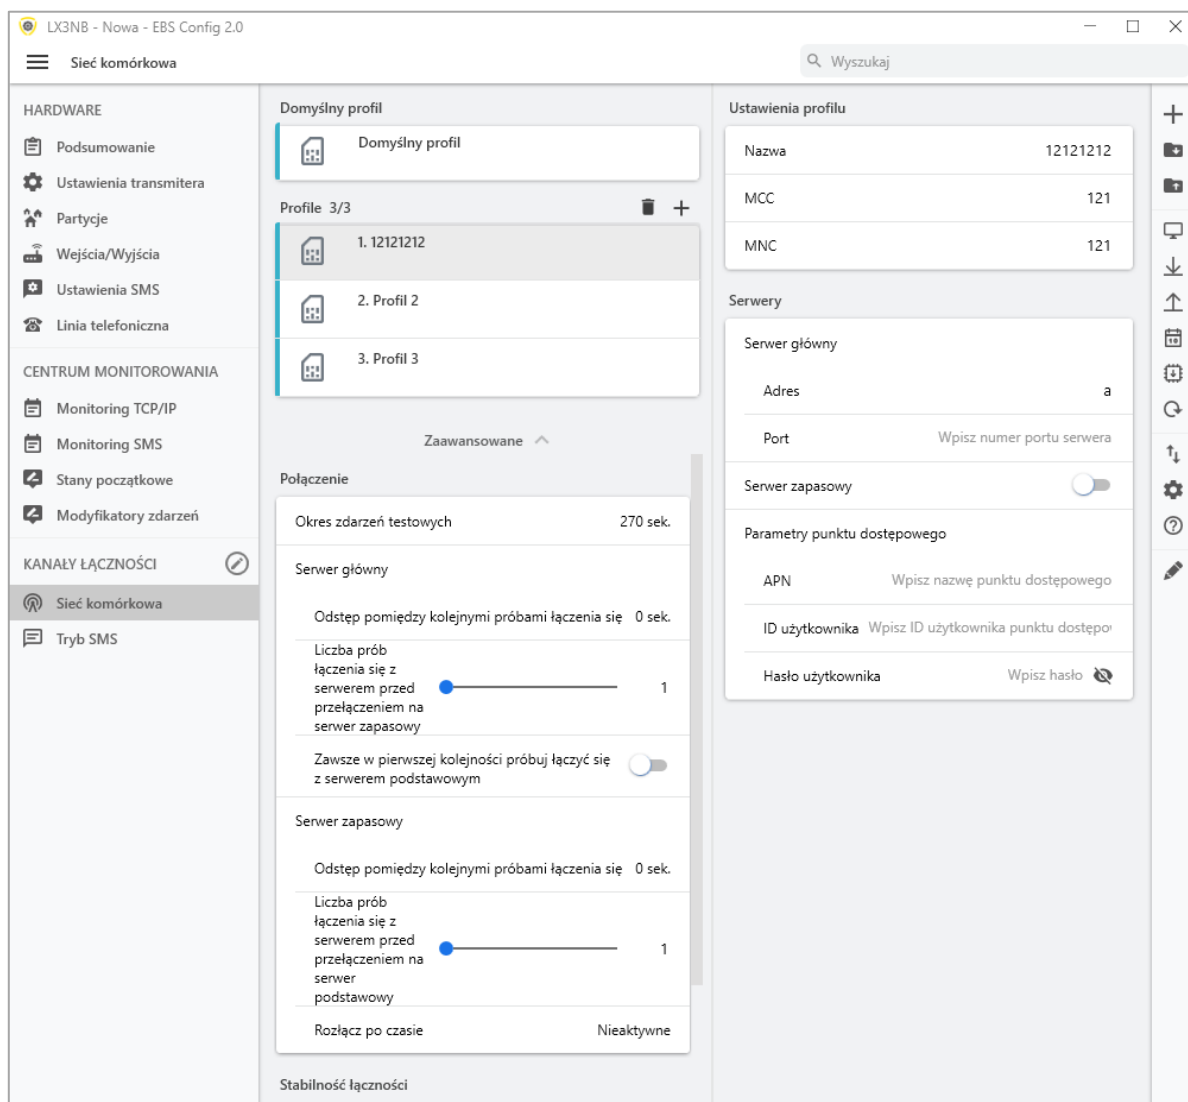 LX3NB - Nowa - EBS Config 2.0
Sieć komórkowa
Wyszukaj
HARDWARE
Podsumowanie
Ustawienia transmitera
Partycje
Wejścia/Wyjścia
Ustawienia SMS
Linia telefoniczna
CENTRUM MONITOROWANIA
Monitoring TCP/IP
Monitoring SMS
Stany początkowe
Modyfikatory zdarzeń
KANAŁY ŁĄCZNOŚCI
Sieć komórkowa
Tryb SMS
Domyślny profil
Domyślny profil
Profile 3/3
1. 12121212
2. Profil 2
3. Profil 3
Zaawansowane
Połączenie
Okres zdarzeń testowych 270 sek.
Serwer główny
Odstęp pomiędzy kolejnymi próbami łączenia się 0 sek.
Liczba prób
łączenia się z
serwerem przed
przełączeniem na
serwer zapasowy
1
Zawsze w pierwszej kolejności próbuj łączyć się
z serwerem podstawowym
Serwer zapasowy
Odstęp pomiędzy kolejnymi próbami łączenia się 0 sek.
Liczba prób
łączenia się z
serwerem przed
przełączeniem na
serwer
podstawowy
1
Rozłącz po czasie Nieaktywne
Stabilność łączności
Ustawienia profilu
Nazwa 12121212
MCC 121
MNC 121
Serwery
Serwer główny
Adres a
Port Wpisz numer portu serwera
Serwer zapasowy
Parametry punktu dostępowego
APN Wpisz nazwę punktu dostępowego
ID użytkownika Wpisz ID użytkownika punktu dostępo
Hasło użytkownika Wpisz hasło